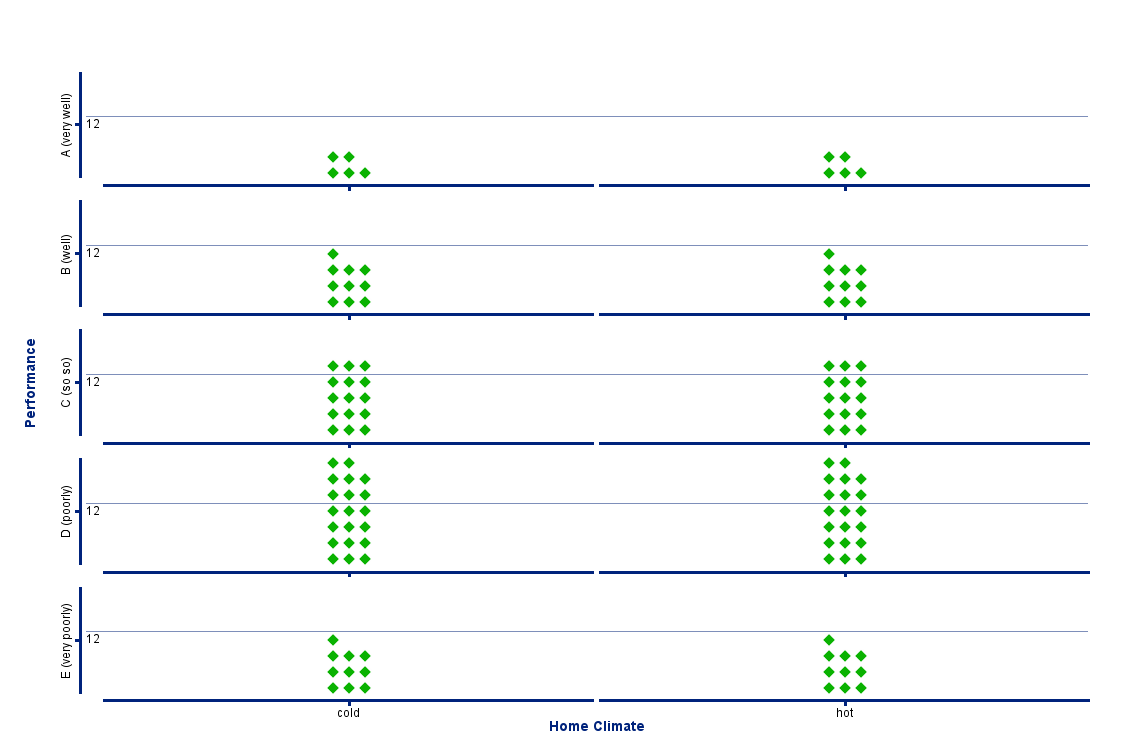 A (very well)
12
B (well)
12
Performance
C (so so)
12
D (poorly)
12
E (very poorly)
12
cold
hot
Home Climate